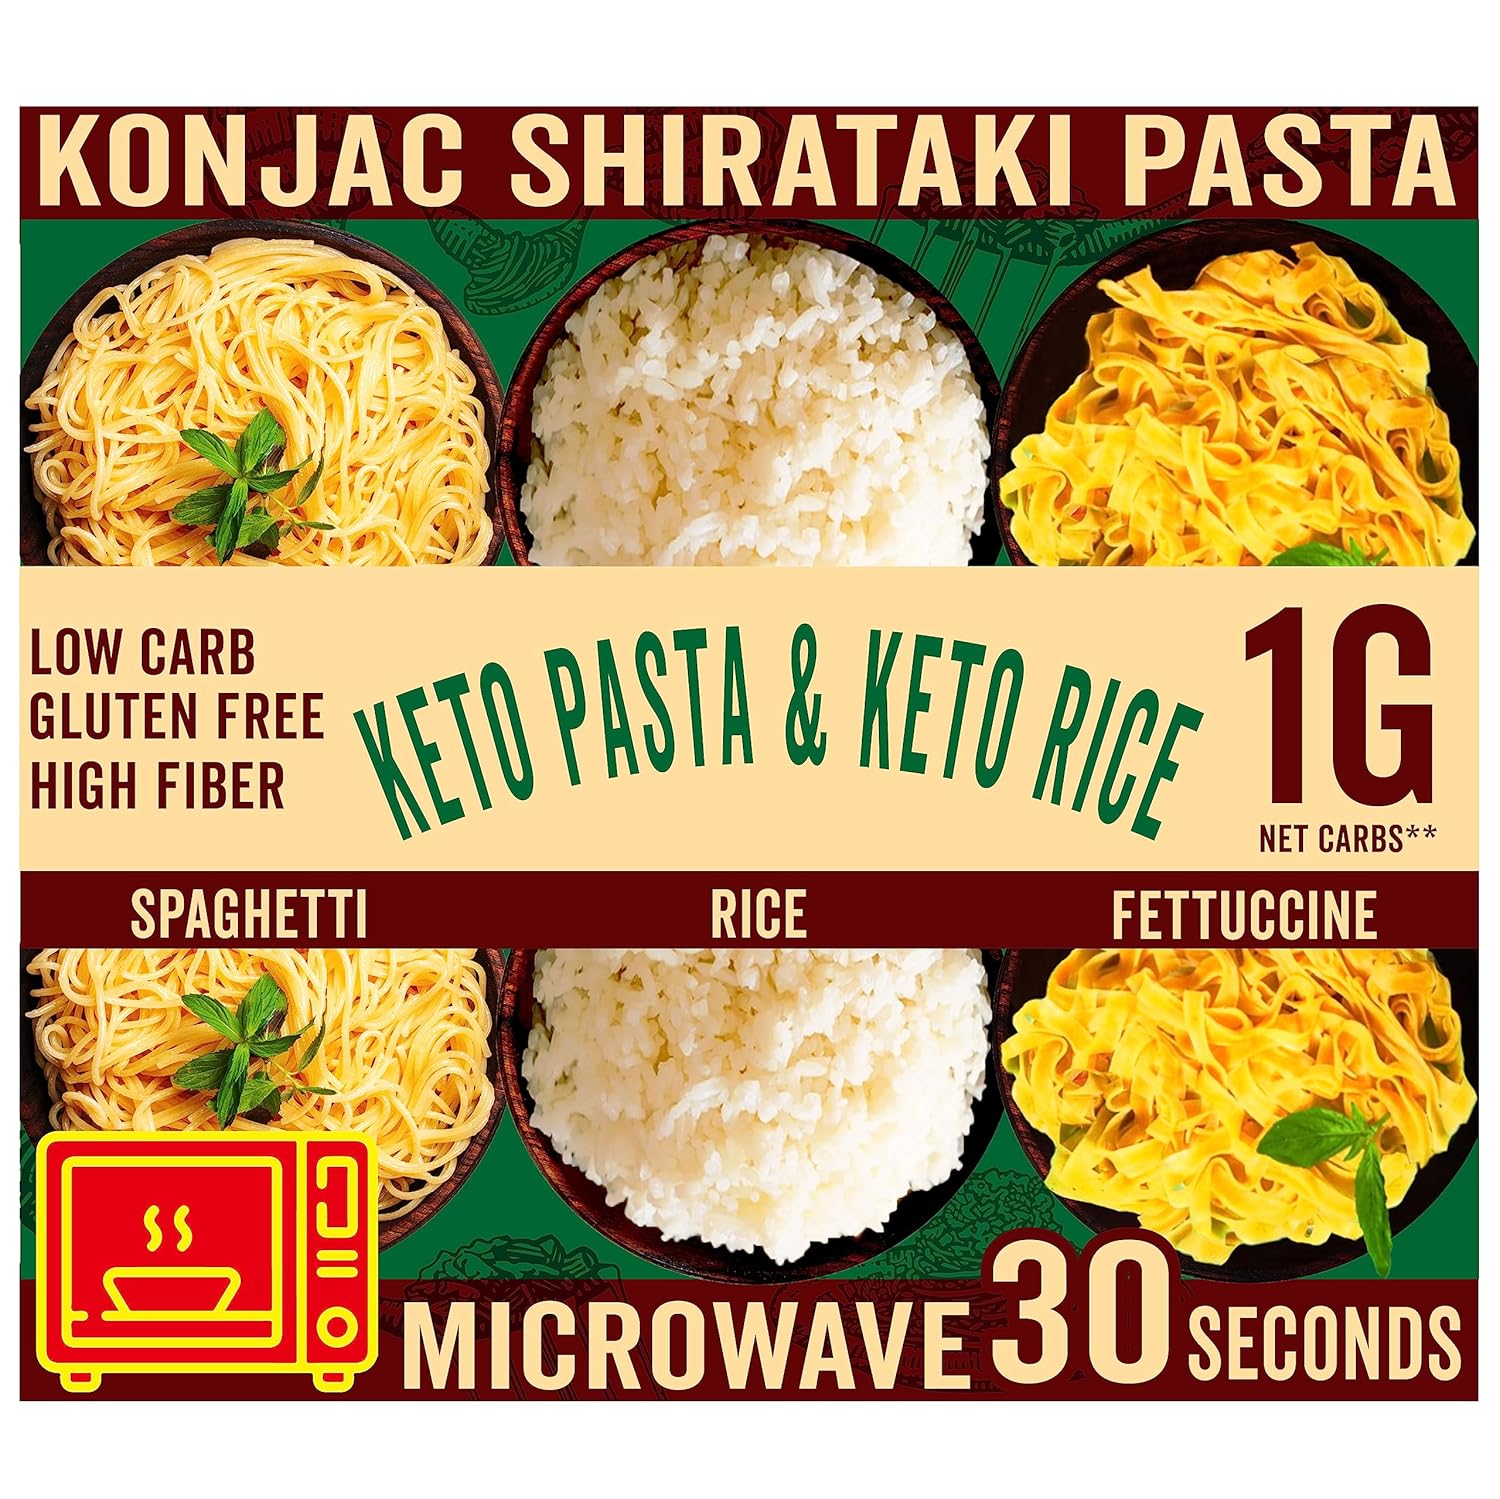 KONJAC SHIRATAKI PASTA
LOW CARB
GLUTEN FREE
HIGH FIBER
KETO PASTA & KETO RICE
1G
NET CARBS**
SPAGHETTI
RICE
FETTUCCINE
MICROWAVE 30 SECONDS